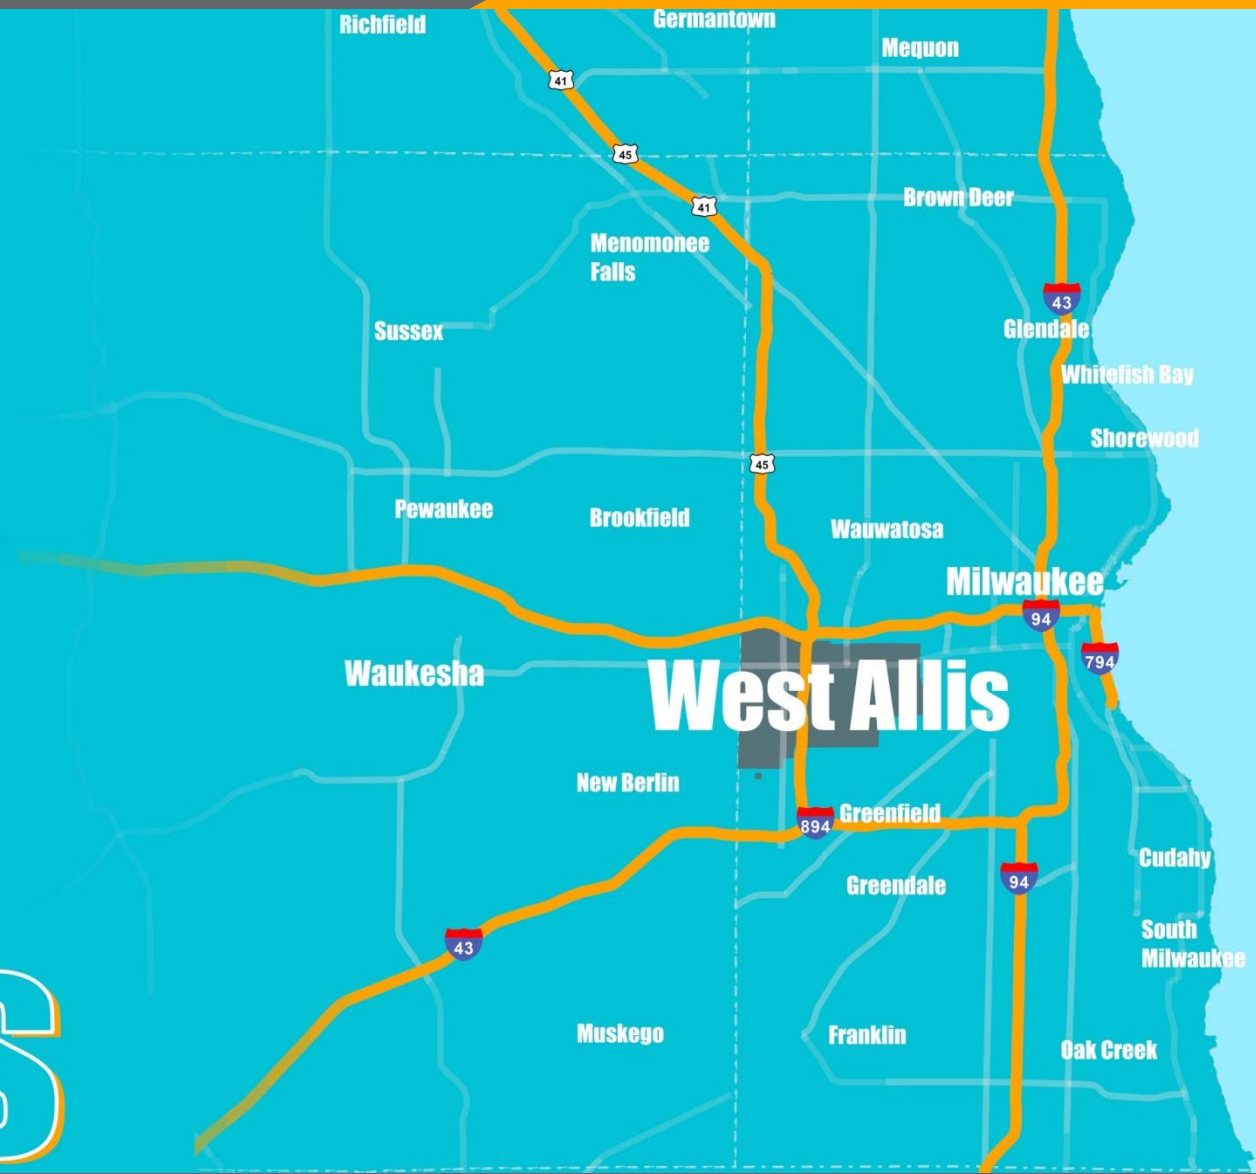 Richfield
Germantown
Mequon
41
45
41
Brown Deer
Menomonee
Falls
43
Sussex
Glendale
Whitefish Bay
Shorewood
45
Pewaukee
Brookfield
Wauwatosa
Milwaukee
94
794
Waukesha
West Allis
New Berlin
894
Greenfield
Cudahy
94
Greendale
South
Milwaukee
43
Muskego
Franklin
Oak Creek
S